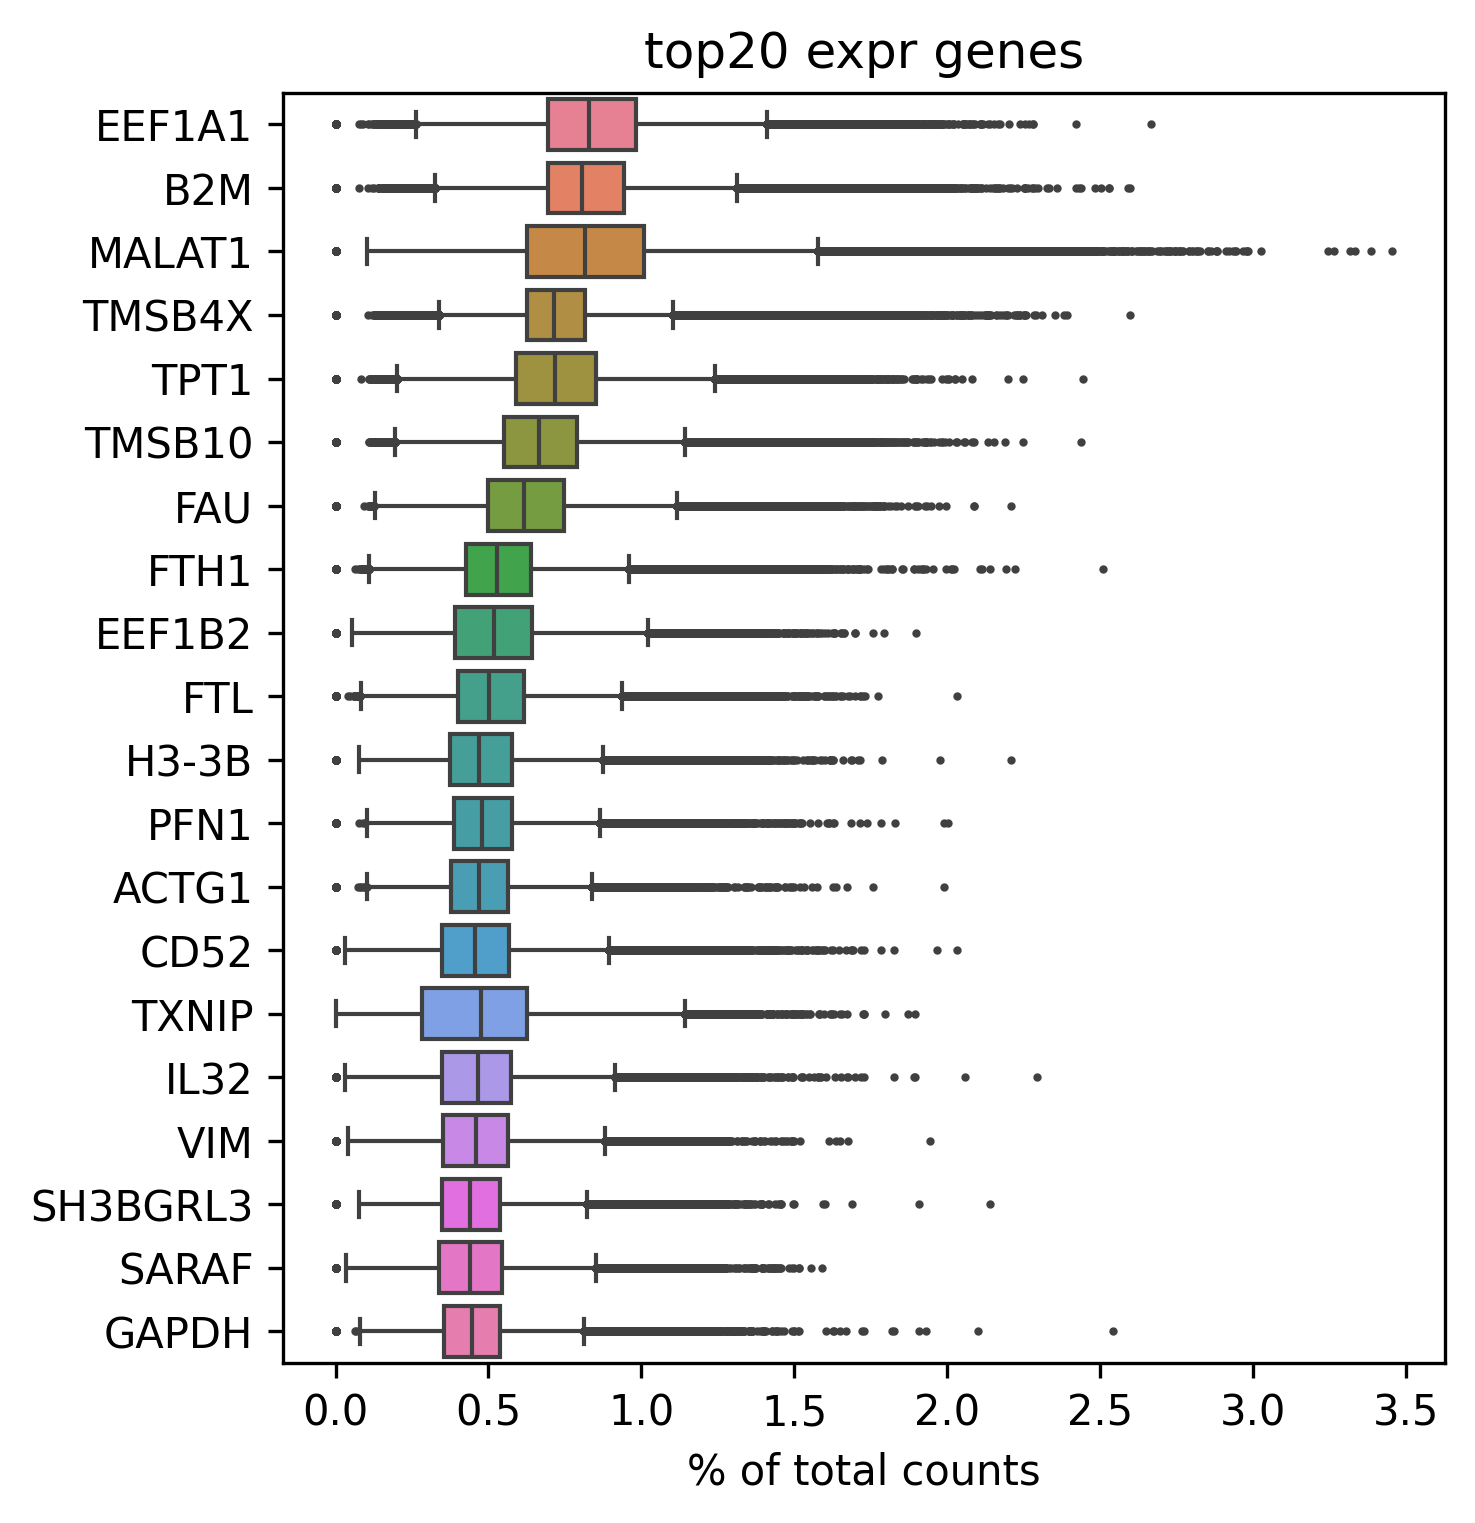 top20 expr genes
EEF1A1
B2M
MALAT1
TMSB4X
TPT1
TMSB10
FAU
FTH1
EEF1B2
FTL
H3-3B
PFN1
ACTG1
CD52
TXNIP
IL32
VIM
SH3BGRL3
SARAF
GAPDH
0.0 0.5 1.0 1.5 2.0 2.5 3.0 3.5
% of total counts